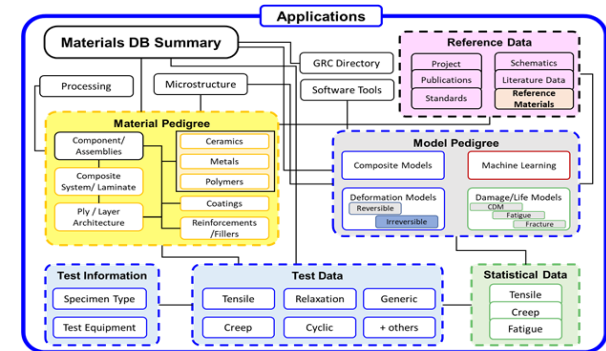 Applications
Materials DB Summary
GRC Directory
Software Tools
Processing
Microstructure
Reference Data
Project
Publications
Standards
Schematics
Literature Data
Reference
Materials
Material Pedigree
Component/
Assemblies
Composite
System/ Laminate
Ply / Layer
Architecture
Ceramics
Metals
Polymers
Coatings
Reinforcements
/Fillers
Model Pedigree
Composite Models
Machine Learning
Deformation Models
Reversible
Irreversible
Damage/Life Models
CDM
Fatigue
Fracture
Test Information
Specimen Type
Test Equipment
Test Data
Tensile
Relaxation
Generic
Creep
Cyclic
+ others
Statistical Data
Tensile
Creep
Fatigue